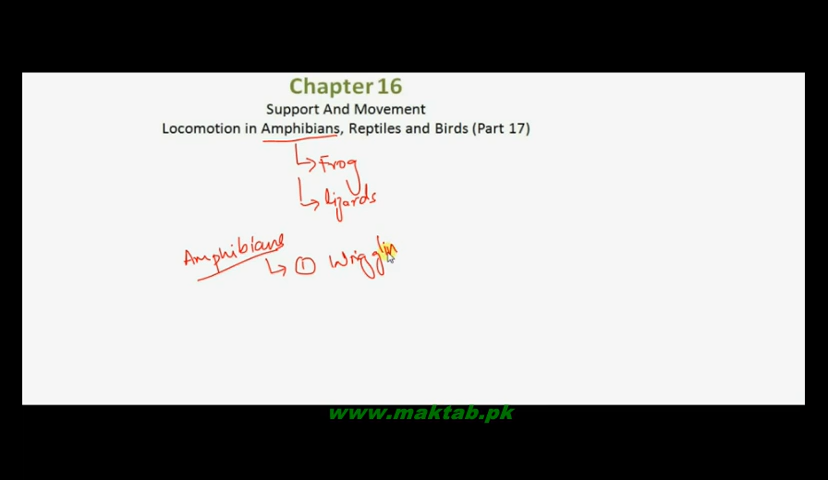 Chapter 16
Support And Movement
Locomotion in Amphibians, Reptiles and Birds (Part 17)
Frog
lizards
Amphibians
① Wrigglin
www.maktab.pk